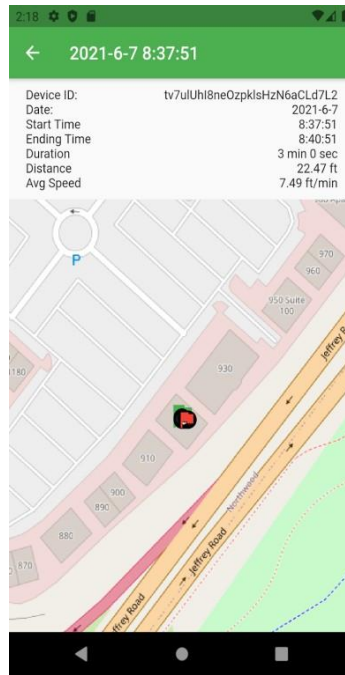 2:18
2021-6-7 8:37:51
Device ID: tv7ulUhI8neOzpklsHzN6aCLd7L2
Date: 2021-6-7
Start Time 8:37:51
Ending Time 8:40:51
Duration 3 min 0 sec
Distance 22.47 ft
Avg Speed 7.49 ft/min
P
970
960
950 Suite
100
Jeffrey
1180
930
910
Northwood
900
890
880
Jeffrey Road
870
Jeffrey Road